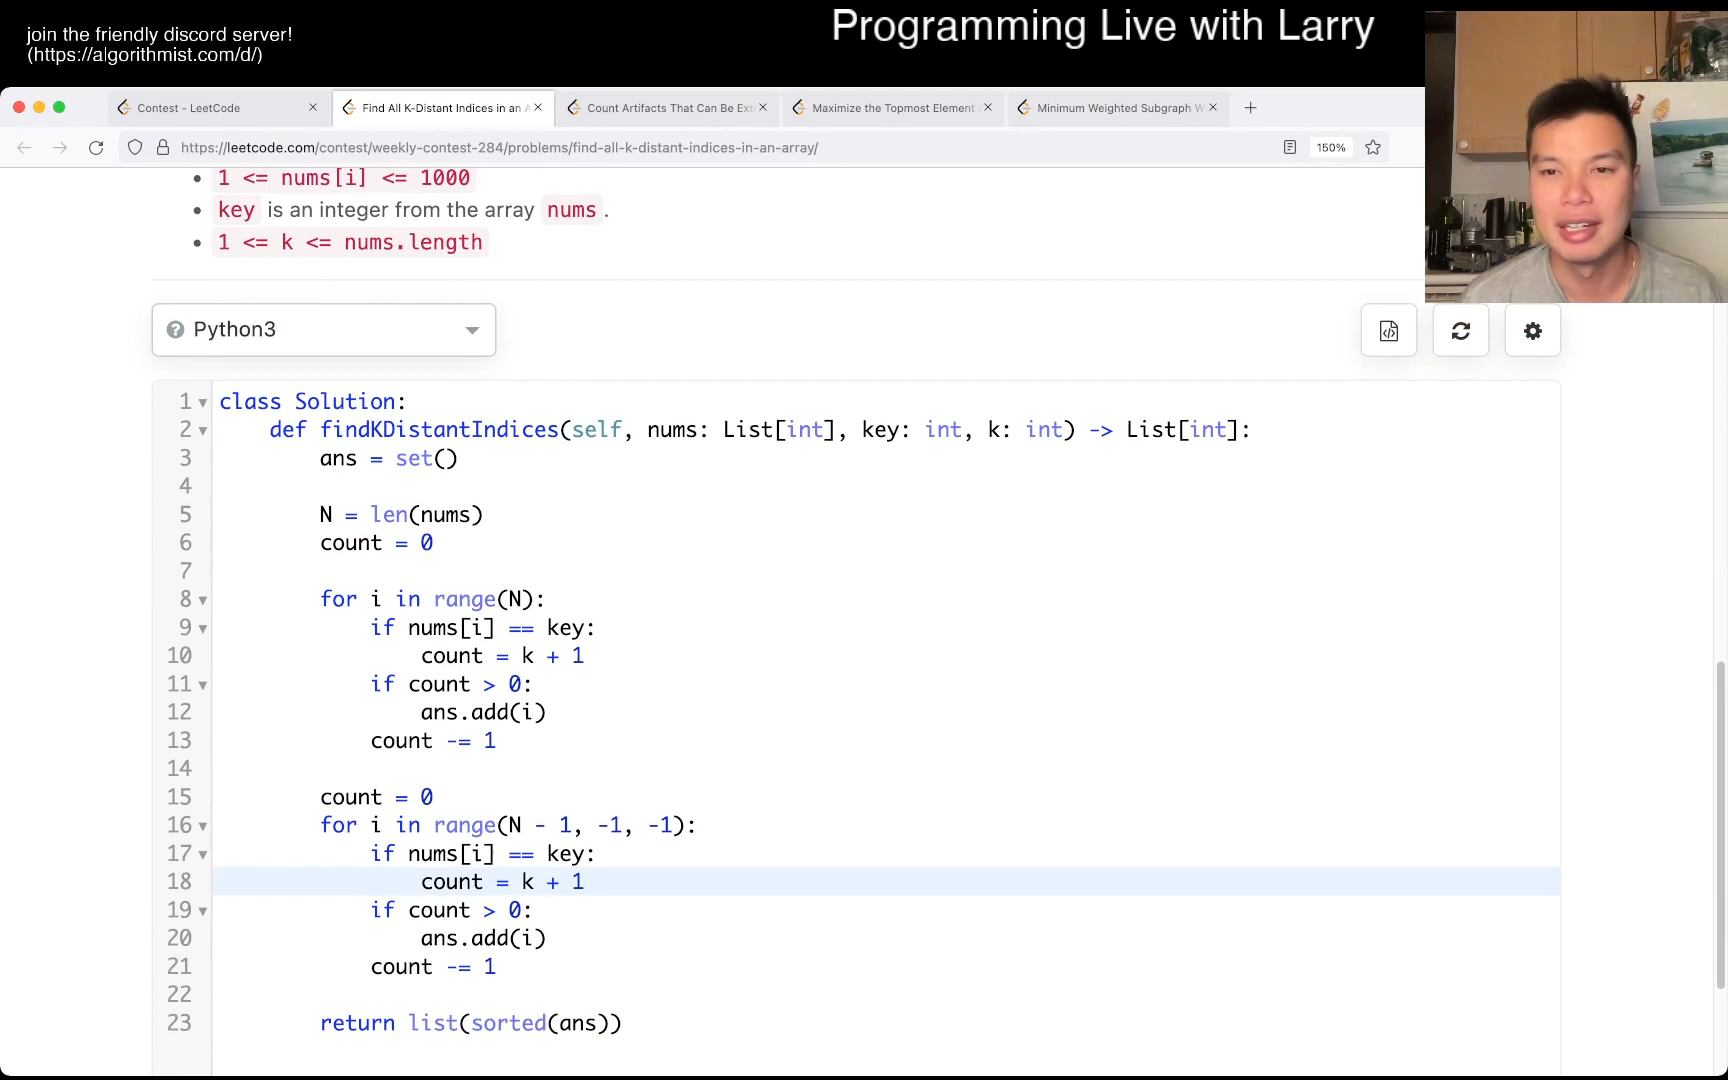 join the friendly discord server!
(https://algorithmist.com/d/)
Programming Live with Larry
Contest - LeetCode
Find All K-Distant Indices in an A
Count Artifacts That Can Be Ext
Maximize the Topmost Element
Minimum Weighted Subgraph W
https://leetcode.com/contest/weekly-contest-284/problems/find-all-k-distant-indices-in-an-array/
150%
1 <= nums[i] <= 1000
key is an integer from the array nums .
1 <= k <= nums.length
Python3
1 class Solution:
2     def findKDistantIndices(self, nums: List[int], key: int, k: int) -> List[int]:
3         ans = set()
4
5         N = len(nums)
6         count = 0
7
8         for i in range(N):
9             if nums[i] == key:
10                 count = k + 1
11             if count > 0:
12                 ans.add(i)
13             count -= 1
14
15         count = 0
16         for i in range(N - 1, -1, -1):
17             if nums[i] == key:
18                 count = k + 1
19             if count > 0:
20                 ans.add(i)
21             count -= 1
22
23         return list(sorted(ans))